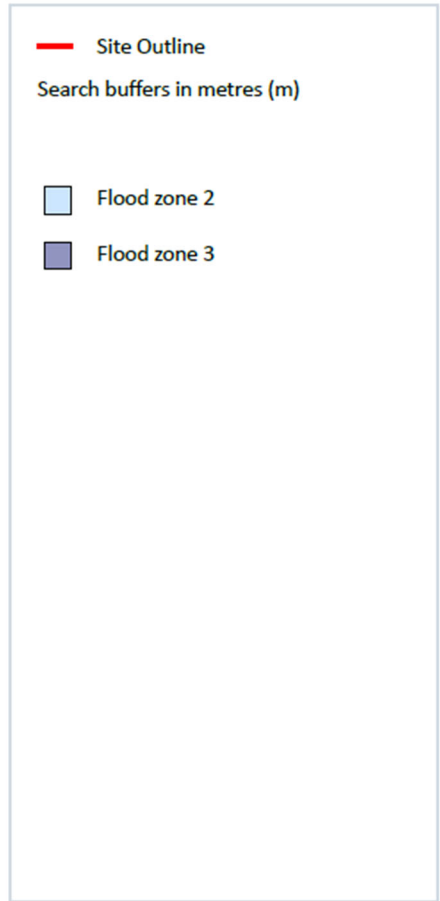 Site Outline
Search buffers in metres (m)
Flood zone 2
Flood zone 3